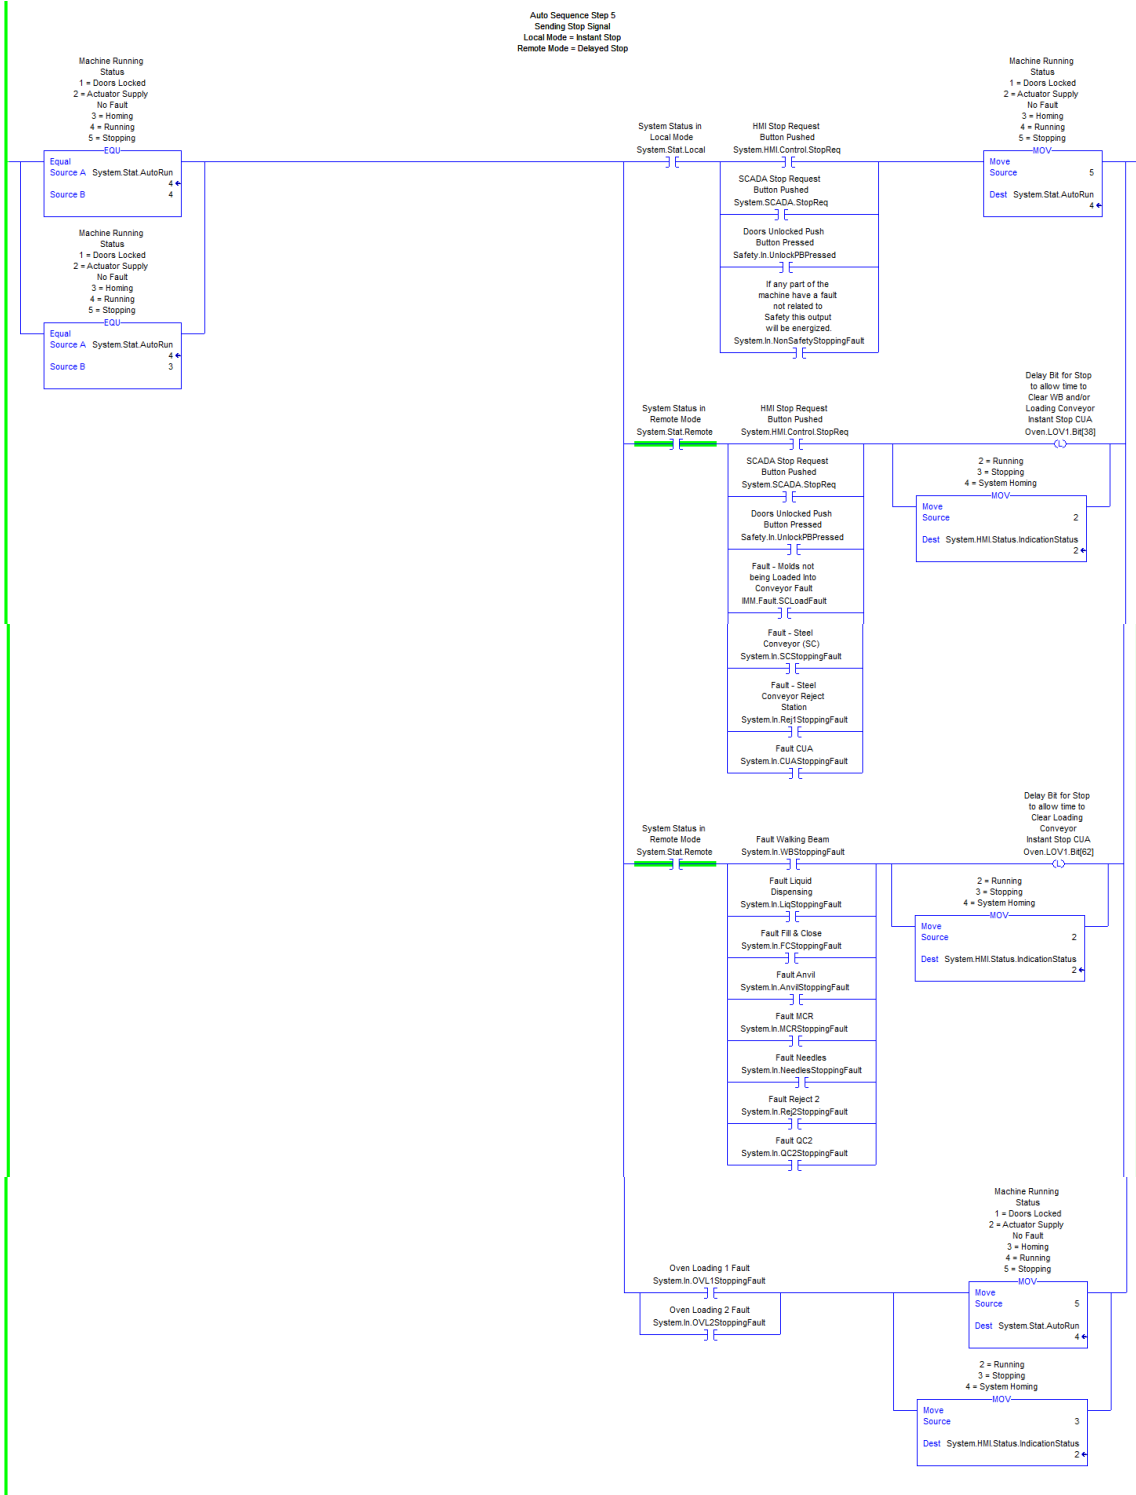 Auto Sequence Step 5
Sending Stop Signal
Local Mode = Instant Stop
Remote Mode = Delayed Stop
Machine Running
Status
1 = Doors Locked
2 = Actuator Supply
No Fault
3 = Homing
4 = Running
5 = Stopping
EQU
Equal
Source A System.Stat.AutoRun
4
Source B 4
Machine Running
Status
1 = Doors Locked
2 = Actuator Supply
No Fault
3 = Homing
4 = Running
5 = Stopping
EQU
Equal
Source A System.Stat.AutoRun
4
Source B 3
System Status in
Local Mode
System.Stat.Local
HMI Stop Request
Button Pushed
System.HMI.Control.StopReq
SCADA Stop Request
Button Pushed
System.SCADA.StopReq
Doors Unlocked Push
Button Pressed
Safety.In.UnlockPBPressed
If any part of the
machine have a fault
not related to
Safety this output
will be energized.
System.In.NonSafetyStoppingFault
Machine Running
Status
1 = Doors Locked
2 = Actuator Supply
No Fault
3 = Homing
4 = Running
5 = Stopping
MOV
Move
Source 5
Dest System.Stat.AutoRun
4
System Status in
Remote Mode
System.Stat.Remote
HMI Stop Request
Button Pushed
System.HMI.Control.StopReq
SCADA Stop Request
Button Pushed
System.SCADA.StopReq
Doors Unlocked Push
Button Pressed
Safety.In.UnlockPBPressed
Fault - Molds not
being Loaded Into
Conveyor Fault
IMM.Fault.SCLoadFault
Fault - Steel
Conveyor (SC)
System.In.SCStoppingFault
Fault - Steel
Conveyor Reject
Station
System.In.Rej1StoppingFault
Fault CUA
System.In.CUAStoppingFault
Delay Bit for Stop
to allow time to
Clear WB and/or
Loading Conveyor
Instant Stop CUA
Oven.LOV1.Bit[38]
L
2 = Running
3 = Stopping
4 = System Homing
MOV
Move
Source 2
Dest System.HMI.Status.IndicationStatus
2
System Status in
Remote Mode
System.Stat.Remote
Fault Walking Beam
System.In.WBStoppingFault
Fault Liquid
Dispensing
System.In.LiqStoppingFault
Fault Fill & Close
System.In.FCStoppingFault
Fault Anvil
System.In.AnvilStoppingFault
Fault MCR
System.In.MCRStoppingFault
Fault Needles
System.In.NeedlesStoppingFault
Fault Reject 2
System.In.Rej2StoppingFault
Fault QC2
System.In.QC2StoppingFault
Delay Bit for Stop
to allow time to
Clear Loading
Conveyor
Instant Stop CUA
Oven.LOV1.Bit[62]
L
2 = Running
3 = Stopping
4 = System Homing
MOV
Move
Source 2
Dest System.HMI.Status.IndicationStatus
2
Oven Loading 1 Fault
System.In.OVL1StoppingFault
Oven Loading 2 Fault
System.In.OVL2StoppingFault
Machine Running
Status
1 = Doors Locked
2 = Actuator Supply
No Fault
3 = Homing
4 = Running
5 = Stopping
MOV
Move
Source 5
Dest System.Stat.AutoRun
4
2 = Running
3 = Stopping
4 = System Homing
MOV
Move
Source 3
Dest System.HMI.Status.IndicationStatus
2